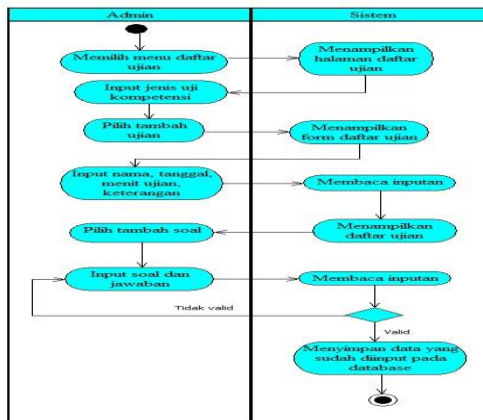 Admin
Sistem
Memilih menu daftar
ujian
Menampilkan
halaman daftar
ujian
Input jenis uji
kompetensi
Pilih tambah
ujian
Menampilkan
form daftar ujian
Input nama, tanggal,
menit ujian,
keterangan
Membaca inputan
Pilih tambah soal
Menampilkan
daftar ujian
Input soal dan
jawaban
Membaca inputan
Tidak valid
Valid
Menyimpan data yang
sudah diinput pada
database